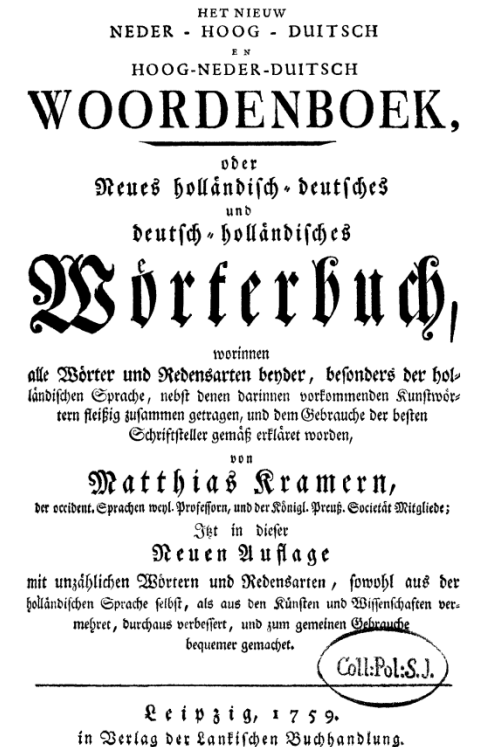 HET NIEUW
NEDER - HOOG - DUITSCH
EN
HOOG-NEDER-DUITSCH
WOORDENBOEK,
oder
Neues holländiſch-deutſches
und
deutſch-holländiſches
Wörterbuch,
worinnen
alle Wörter und Redensarten beyder, beſonders der hol-
ländiſchen Sprache, nebſt denen darinnen vorkommenden Kunſtwör-
tern fleißig zuſammen getragen, und dem Gebrauche der beſten
Schriftſteller gemäß erkläret worden,
von
Matthias Kramern,
der occident. Sprachen weyl. Profeſſorn, und der Königl. Preuß. Societät Mitgliede;
Itzt in dieſer
Neuen Auflage
mit unzählichen Wörtern und Redensarten, ſowohl aus der
holländiſchen Sprache ſelbſt, als aus den Künſten und Wiſſenſchaften ver-
mehret, durchaus verbeſſert, und zum gemeinen Gebrauche
bequemer gemachet.
Coll:Pol:S.J.
Leipzig, 1759.
in Verlag der Lankiſchen Buchhandlung.